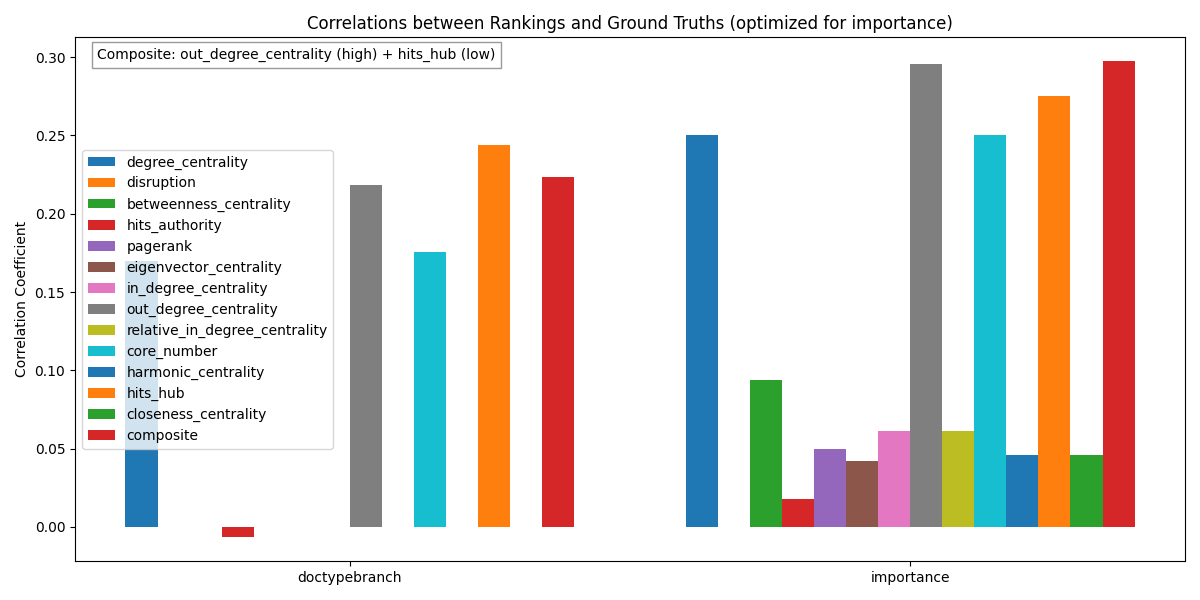 Correlations between Rankings and Ground Truths (optimized for importance)
Composite: out_degree_centrality (high) + hits_hub (low)
0.30
0.25
0.20
0.15
0.10
0.05
0.00
Correlation Coefficient
degree_centrality
disruption
betweenness_centrality
hits_authority
pagerank
eigenvector_centrality
in_degree_centrality
out_degree_centrality
relative_in_degree_centrality
core_number
harmonic_centrality
hits_hub
closeness_centrality
composite
doctypebranch
importance